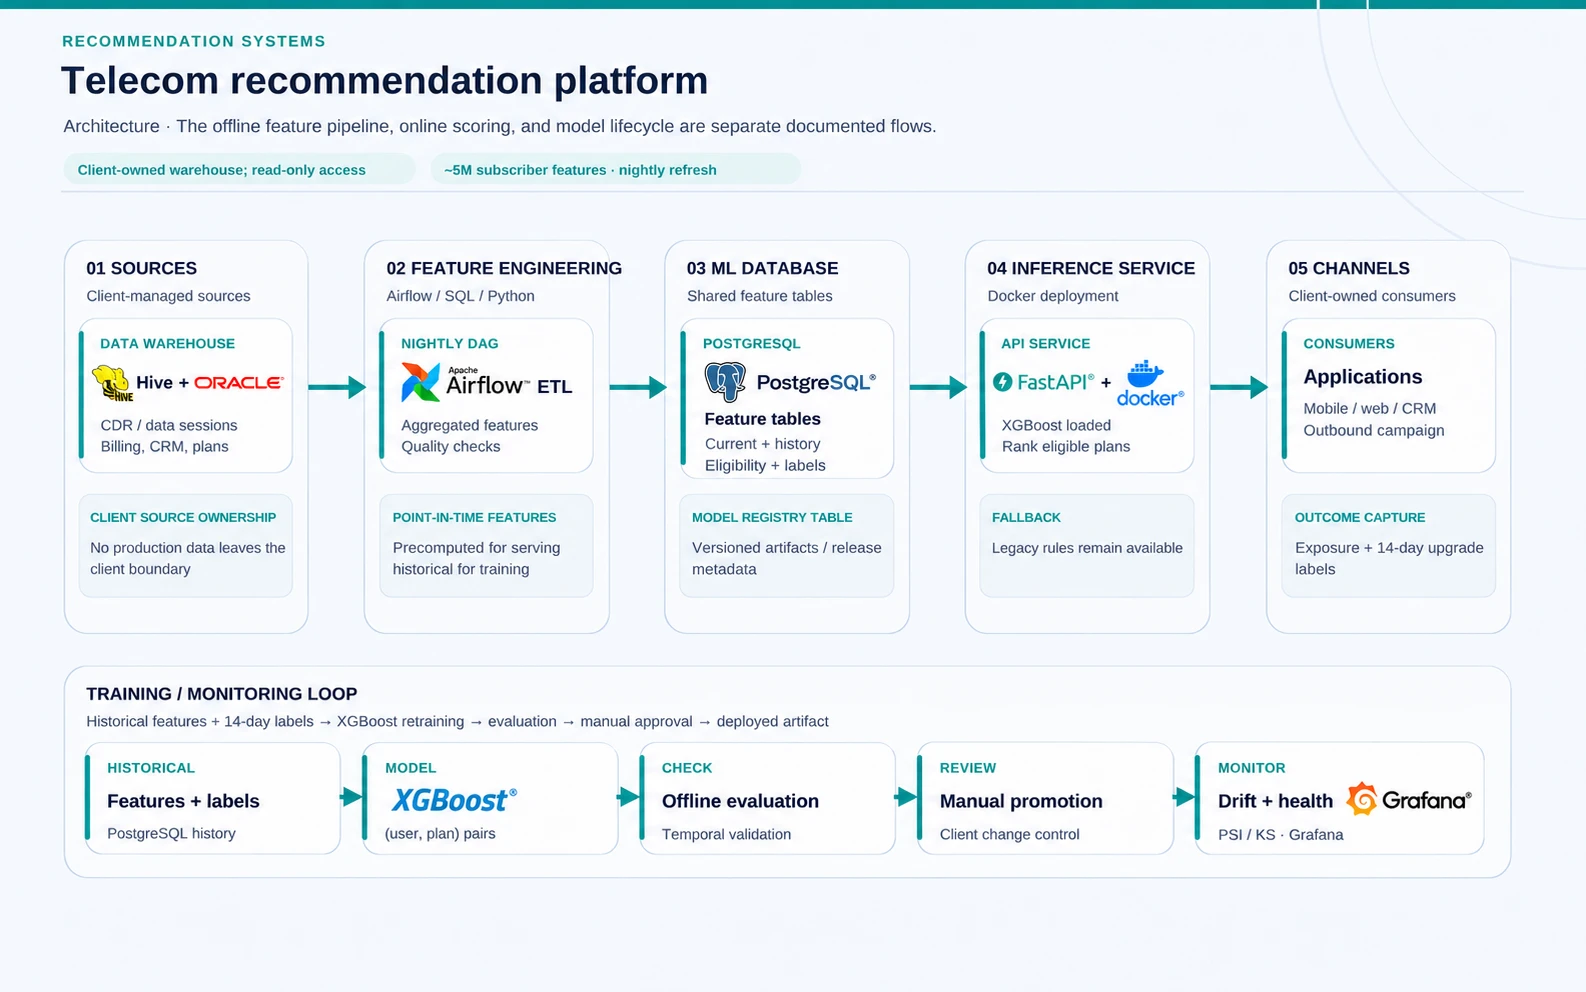 RECOMMENDATION SYSTEMS
Telecom recommendation platform
Architecture · The offline feature pipeline, online scoring, and model lifecycle are separate documented flows.
Client-owned warehouse; read-only access
~5M subscriber features · nightly refresh
01 SOURCES
Client-managed sources
DATA WAREHOUSE
HIVE Hive + ORACLE®
CDR / data sessions
Billing, CRM, plans
CLIENT SOURCE OWNERSHIP
No production data leaves the
client boundary
02 FEATURE ENGINEERING
Airflow / SQL / Python
NIGHTLY DAG
Apache
Airflow™ ETL
Aggregated features
Quality checks
POINT-IN-TIME FEATURES
Precomputed for serving
historical for training
03 ML DATABASE
Shared feature tables
POSTGRESQL
PostgreSQL®
Feature tables
Current + history
Eligibility + labels
MODEL REGISTRY TABLE
Versioned artifacts / release
metadata
04 INFERENCE SERVICE
Docker deployment
API SERVICE
FastAPI® + docker®
XGBoost loaded
Rank eligible plans
FALLBACK
Legacy rules remain available
05 CHANNELS
Client-owned consumers
CONSUMERS
Applications
Mobile / web / CRM
Outbound campaign
OUTCOME CAPTURE
Exposure + 14-day upgrade
labels
TRAINING / MONITORING LOOP
Historical features + 14-day labels → XGBoost retraining → evaluation → manual approval → deployed artifact
HISTORICAL
Features + labels
PostgreSQL history
MODEL
XGBoost®
(user, plan) pairs
CHECK
Offline evaluation
Temporal validation
REVIEW
Manual promotion
Client change control
MONITOR
Drift + health Grafana®
PSI / KS · Grafana